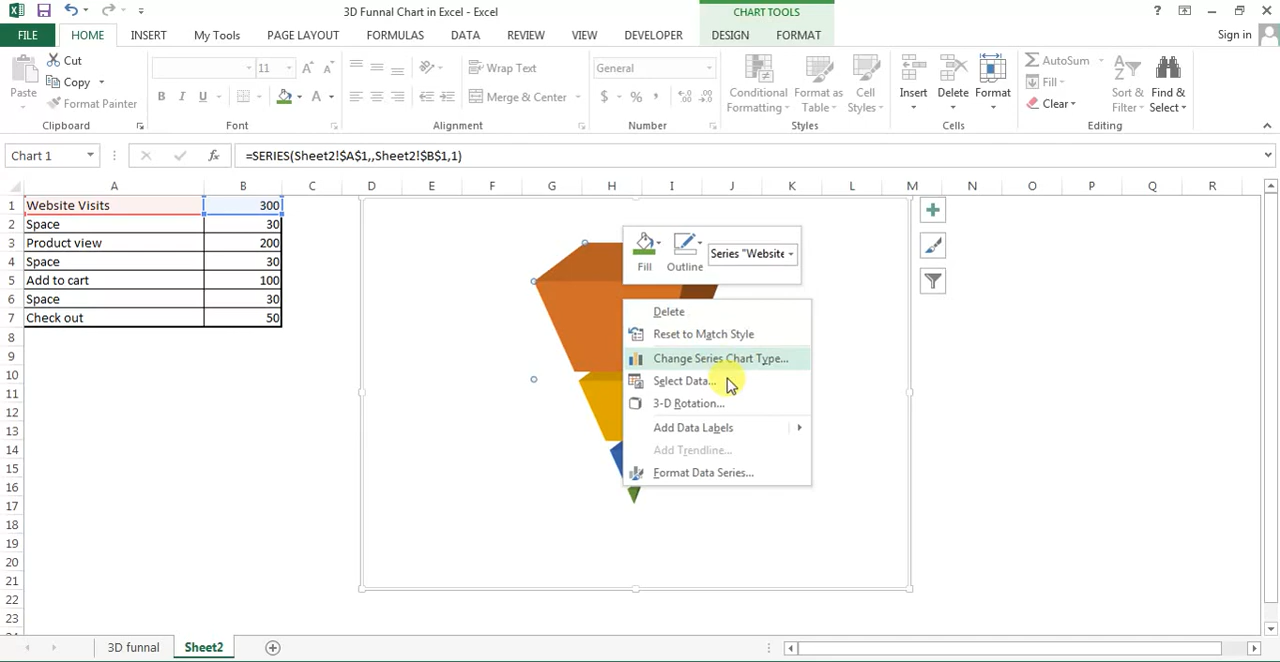 3D Funnal Chart in Excel - Excel
CHART TOOLS
?
FILE HOME INSERT My Tools PAGE LAYOUT FORMULAS DATA REVIEW VIEW DEVELOPER DESIGN FORMAT Sign in
Paste
Cut
Copy
Format Painter
Clipboard
11
B I U
Font
Wrap Text
Merge & Center
Alignment
General
$ % ,
Number
Conditional Formatting
Format as Table
Cell Styles
Styles
Insert
Delete
Format
Cells
AutoSum
Fill
Clear
Sort & Filter
Find & Select
Editing
Chart 1
fx
=SERIES(Sheet2!$A$1,,Sheet2!$B$1,1)
A B C D E F G H I J K L M N O P Q R
1 Website Visits 300
2 Space 30
3 Product view 200
4 Space 30
5 Add to cart 100
6 Space 30
7 Check out 50
8
9
10
11
12
13
14
15
16
17
18
19
20
21
22
23
Fill
Outline
Series "Website
Delete
Reset to Match Style
Change Series Chart Type...
Select Data...
3-D Rotation...
Add Data Labels
Add Trendline...
Format Data Series...
3D funnal Sheet2